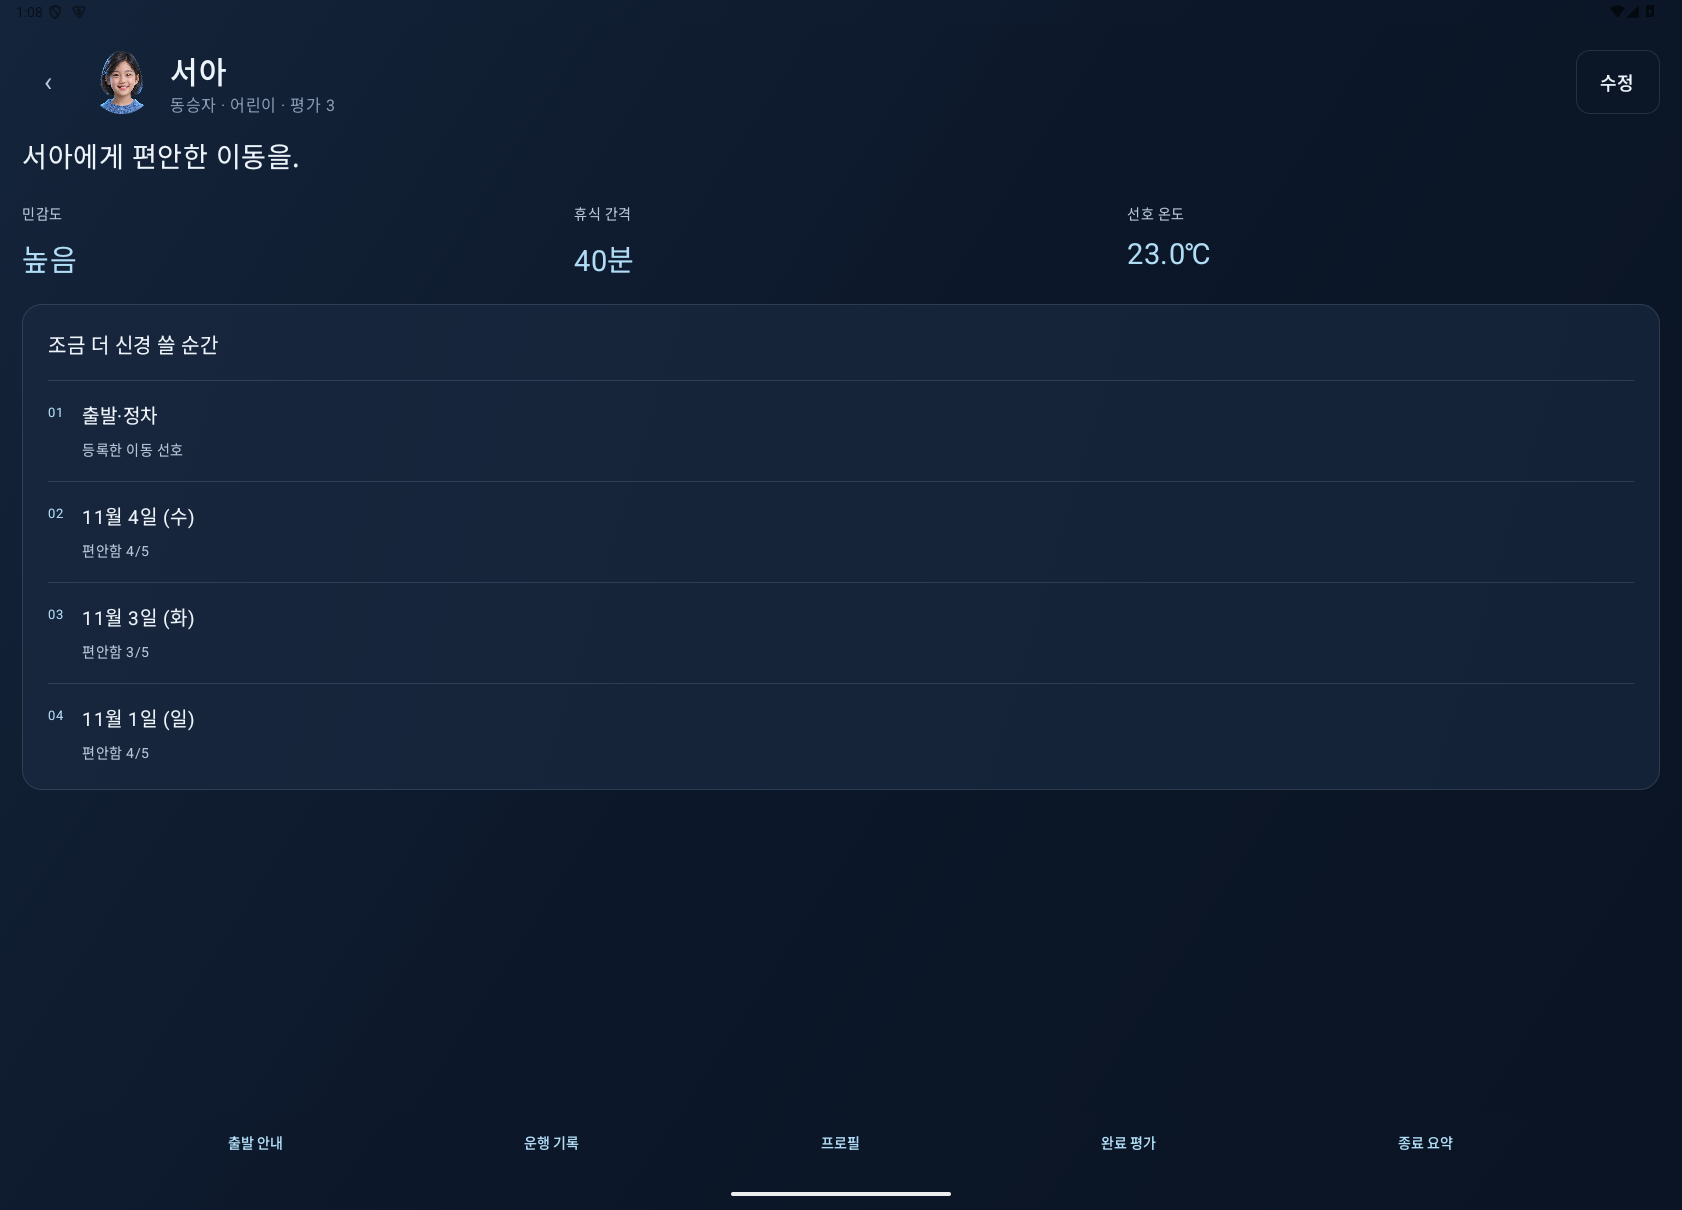 1:08
서아
동승자 · 어린이 · 평가 3
수정
서아에게 편안한 이동을.
민감도
높음
휴식 간격
40분
선호 온도
23.0℃
조금 더 신경 쓸 순간
01 출발·정차
등록한 이동 선호
02 11월 4일 (수)
편안함 4/5
03 11월 3일 (화)
편안함 3/5
04 11월 1일 (일)
편안함 4/5
출발 안내
운행 기록
프로필
완료 평가
종료 요약